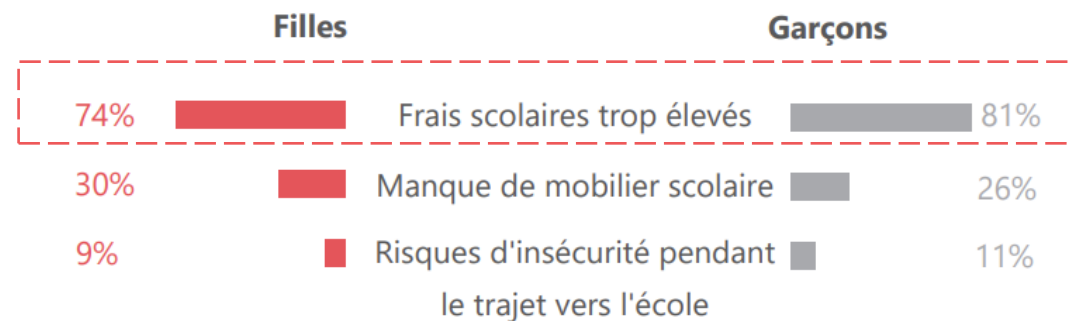 Filles Garçons
74% Frais scolaires trop élevés 81%
30% Manque de mobilier scolaire 26%
9% Risques d'insécurité pendant 11%
le trajet vers l'école